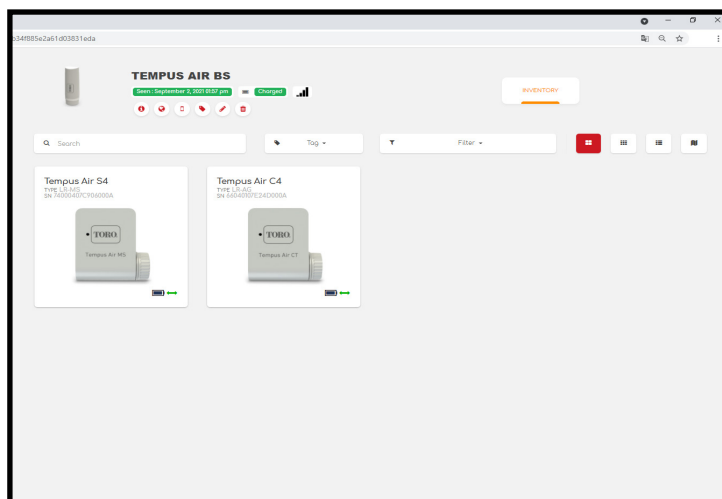 b34f885e2a61d03831eda
TEMPUS AIR BS
Seen : September 2, 2021 01:57 pm
Charged
INVENTORY
Search
Tag
Filter
Tempus Air S4
TYPE LR-MS
SN 74000407C906000A
TORO
Tempus Air MS
Tempus Air C4
TYPE LR-AG
SN 66040107E24D000A
TORO
Tempus Air CT